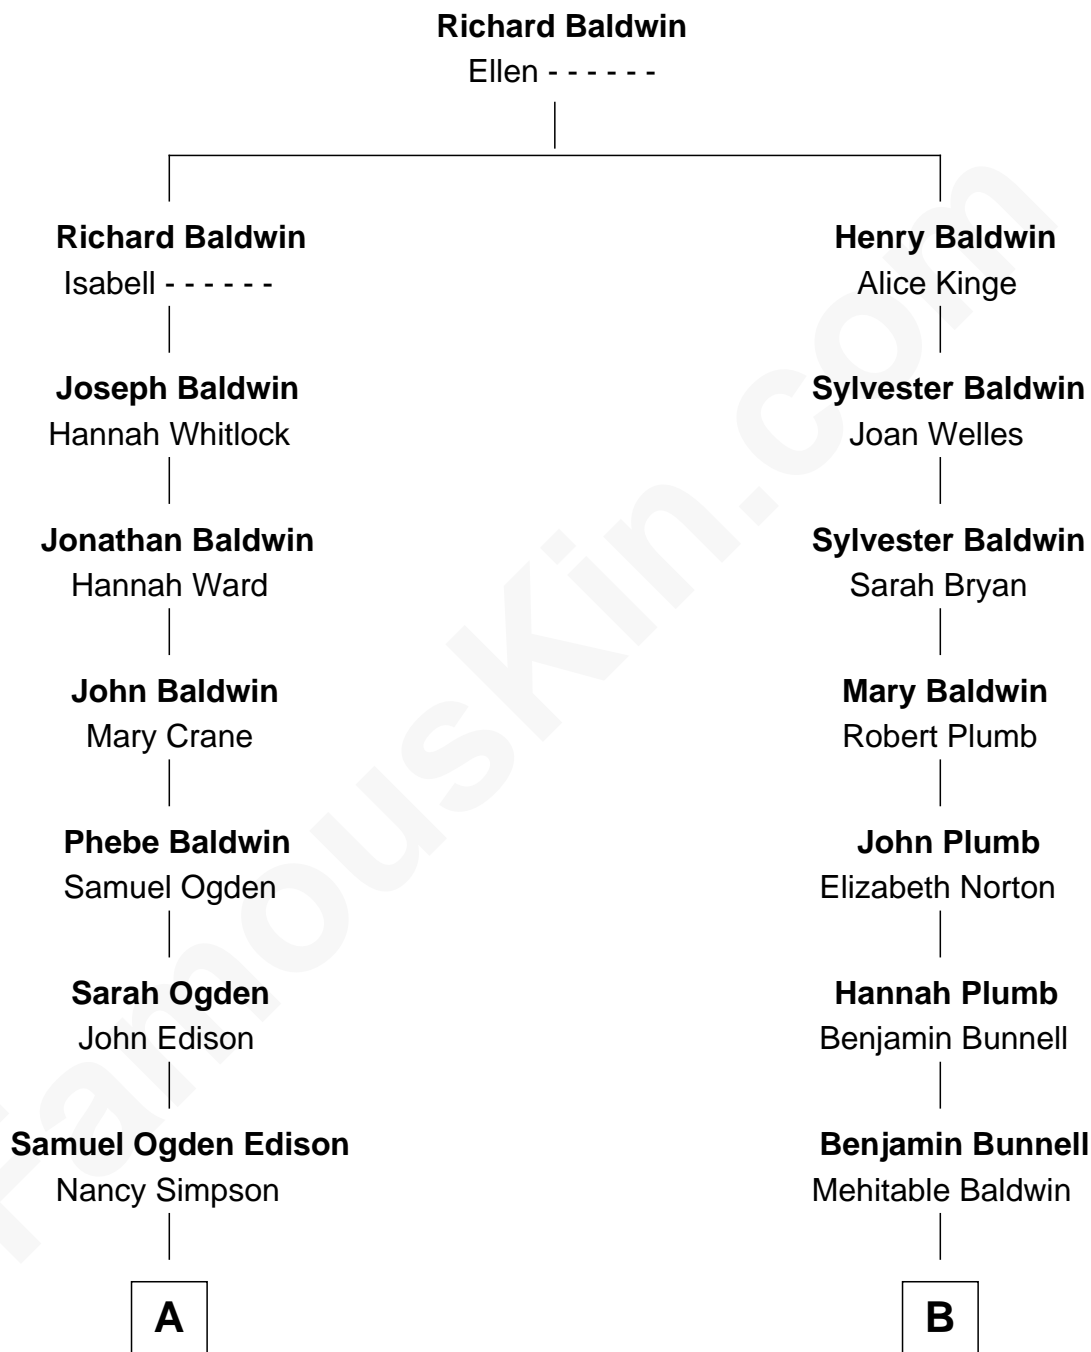 Richard Baldwin
Ellen - - - - - -
Richard Baldwin
Isabell - - - - - -
Henry Baldwin
Alice Kinge
Joseph Baldwin
Hannah Whitlock
Sylvester Baldwin
Joan Welles
Jonathan Baldwin
Hannah Ward
Sylvester Baldwin
Sarah Bryan
John Baldwin
Mary Crane
Mary Baldwin
Robert Plumb
Phebe Baldwin
Samuel Ogden
John Plumb
Elizabeth Norton
Sarah Ogden
John Edison
Hannah Plumb
Benjamin Bunnell
Samuel Ogden Edison
Nancy Simpson
Benjamin Bunnell
Mehitable Baldwin
A
B
FamousKin.com